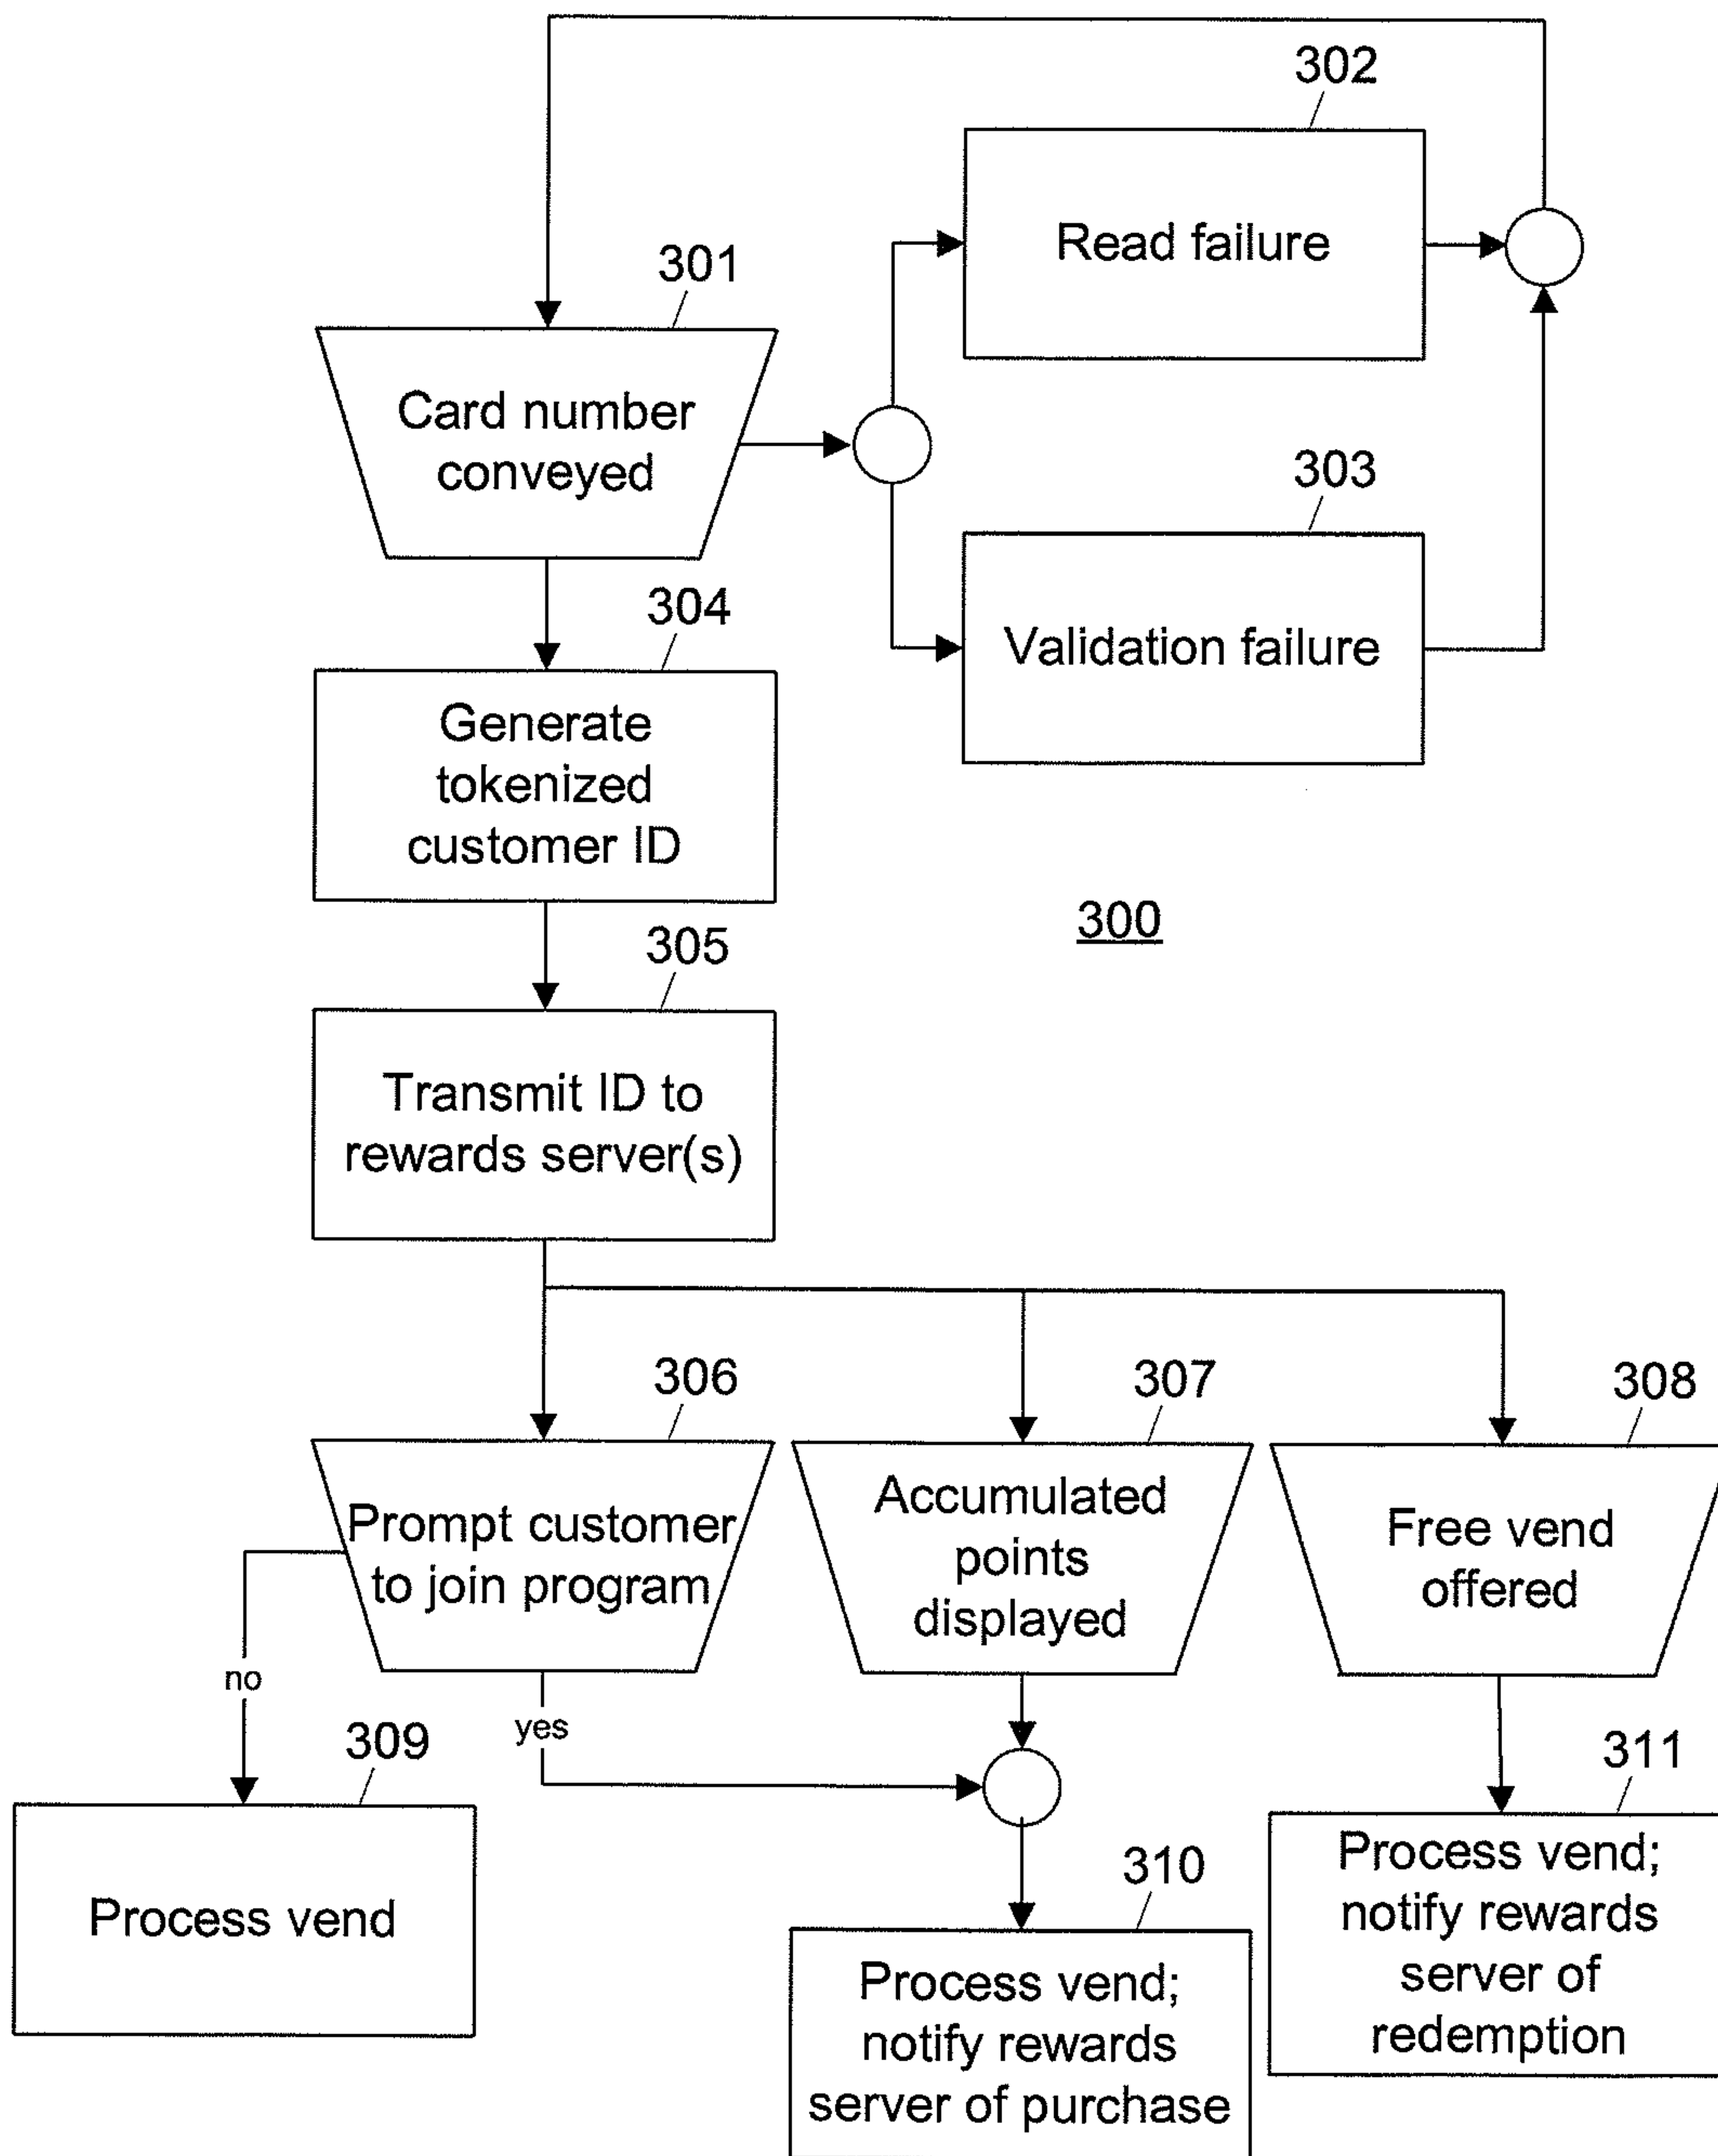 302
Read failure
301
Card number
conveyed
303
Validation failure
304
Generate
tokenized
customer ID
300
305
Transmit ID to
rewards server(s)
306
307
308
Prompt customer
to join program
Accumulated
points
displayed
Free vend
offered
no
yes
309
Process vend
310
Process vend;
notify rewards
server of purchase
311
Process vend;
notify rewards
server of
redemption